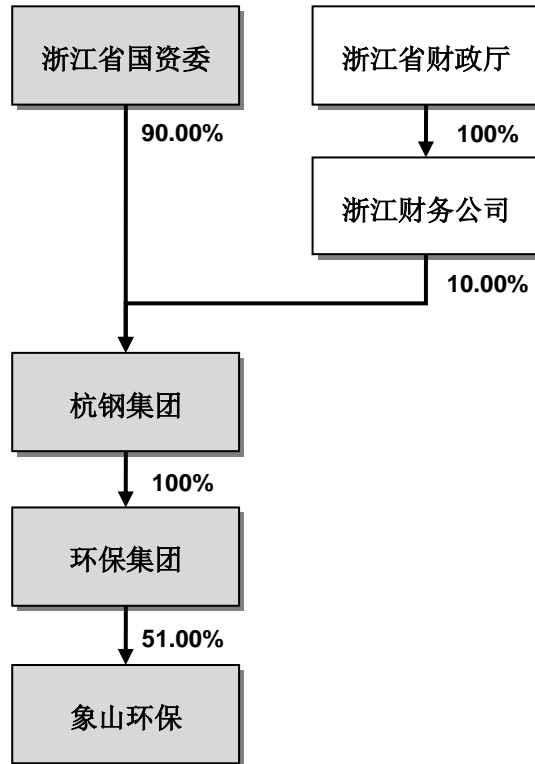 浙江省国资委
浙江省财政厅
90.00%
100%
浙江财务公司
10.00%
杭钢集团
100%
环保集团
51.00%
象山环保